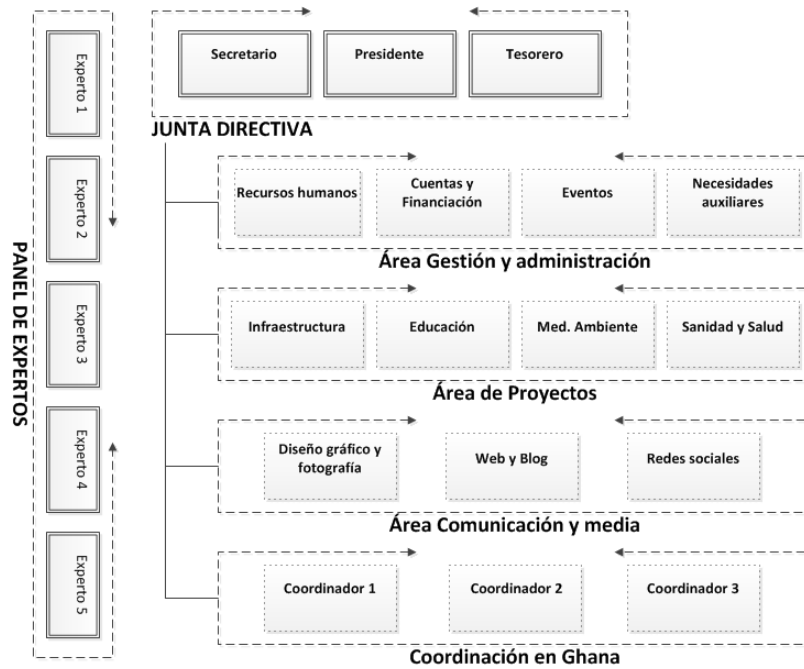 PANEL DE EXPERTOS
Experto 1
Experto 2
Experto 3
Experto 4
Experto 5
Secretario
Presidente
Tesorero
JUNTA DIRECTIVA
Recursos humanos
Cuentas y
Financiación
Eventos
Necesidades
auxiliares
Área Gestión y administración
Infraestructura
Educación
Med. Ambiente
Sanidad y Salud
Área de Proyectos
Diseño gráfico y
fotografía
Web y Blog
Redes sociales
Área Comunicación y media
Coordinador 1
Coordinador 2
Coordinador 3
Coordinación en Ghana